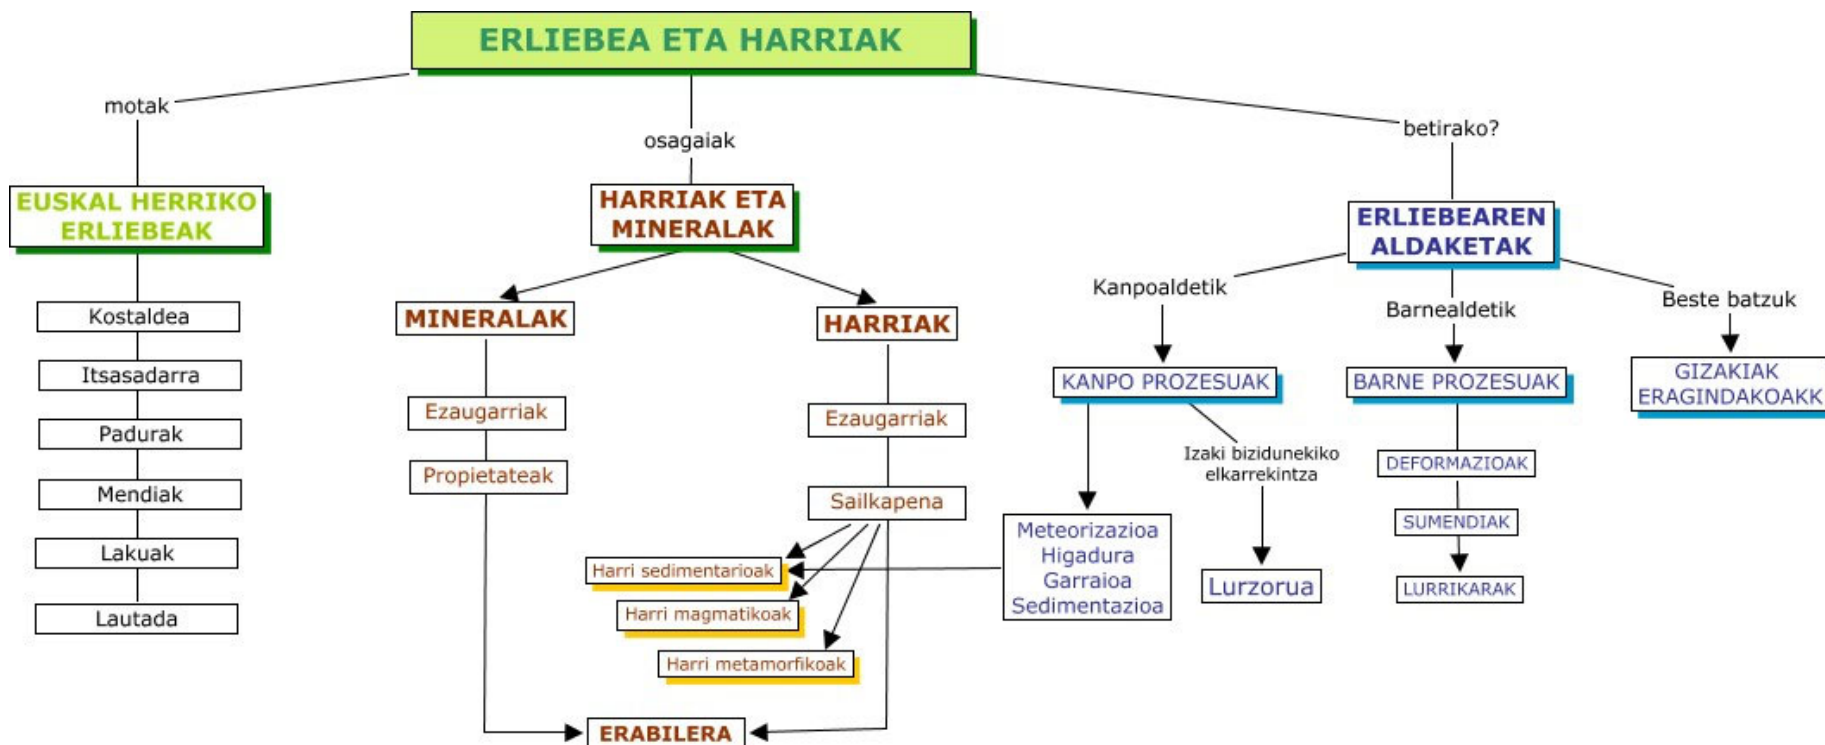 ERLIEBEA ETA HARRIAK
motak
osagaiak
betirako?
EUSKAL HERRIKO
ERLIEBEAK
Kostaldea
Itsasadarra
Padurak
Mendiak
Lakuak
Lautada
HARRIAK ETA
MINERALAK
MINERALAK
Ezaugarriak
Propietateak
HARRIAK
Ezaugarriak
Sailkapena
Harri sedimentarioak
Harri magmatikoak
Harri metamorfikoak
ERABILERA
ERLIEBEAREN
ALDAKETAK
Kanpoaldetik
KANPO PROZESUAK
Meteorizazioa
Higadura
Garraioa
Sedimentazioa
Izaki bizidunekiko
elkarrekintza
Lurzorua
Barnealdetik
BARNE PROZESUAK
DEFORMAZIOAK
SUMENDIAK
LURRIKARAK
Beste batzuk
GIZAKIAK
ERAGINDAKOAKK